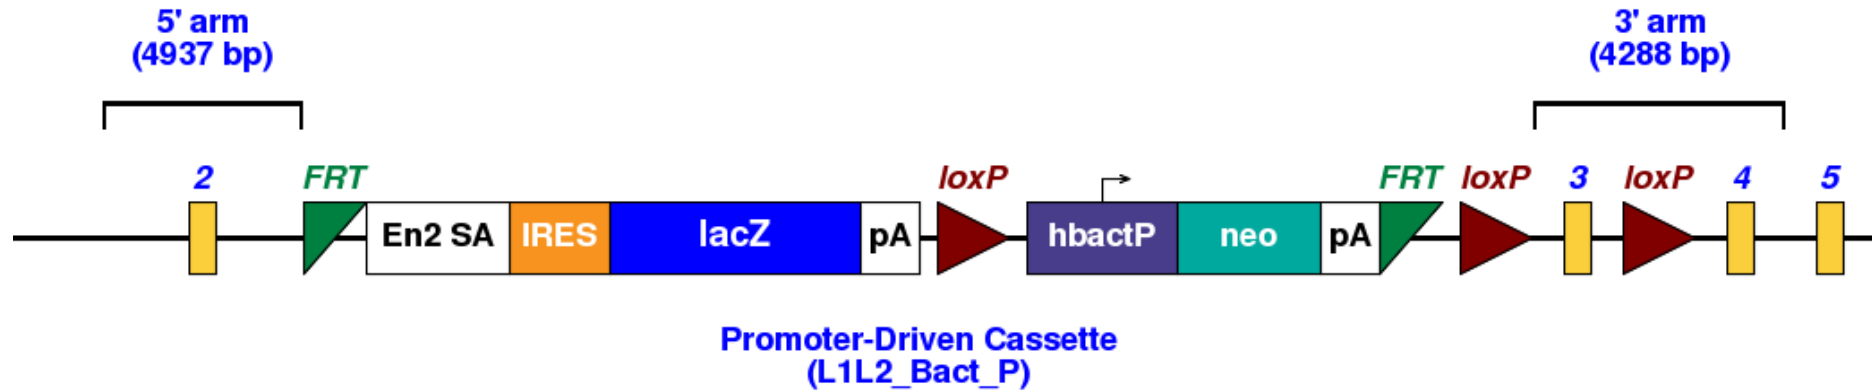 5' arm
(4937 bp)
3' arm
(4288 bp)
2 FRT loxP FRT loxP 3 loxP 4 5
En2 SA IRES lacZ pA hbactP neo pA
Promoter-Driven Cassette
(L1L2_Bact_P)